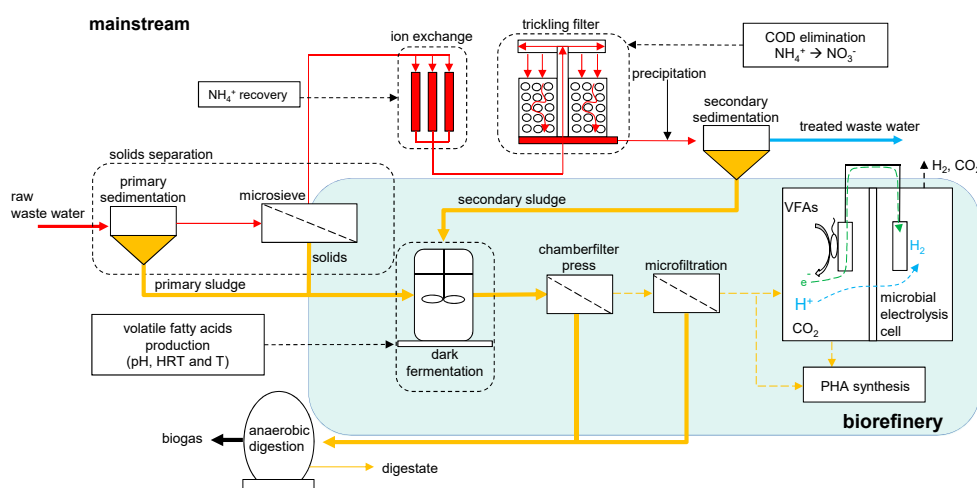 mainstream
ion exchange
trickling filter
COD elimination
NH₄⁺ → NO₃⁻
precipitation
NH₄⁺ recovery
secondary
sedimentation
treated waste water
solids separation
H₂, CO₂
primary
sedimentation
raw
waste water
microsieve
solids
secondary sludge
VFAs
H₂
e⁻
H⁺
CO₂
microbial
electrolysis
cell
chamberfilter
press
microfiltration
primary sludge
volatile fatty acids
production
(pH, HRT and T)
dark
fermentation
PHA synthesis
biorefinery
anaerobic
digestion
biogas
digestate